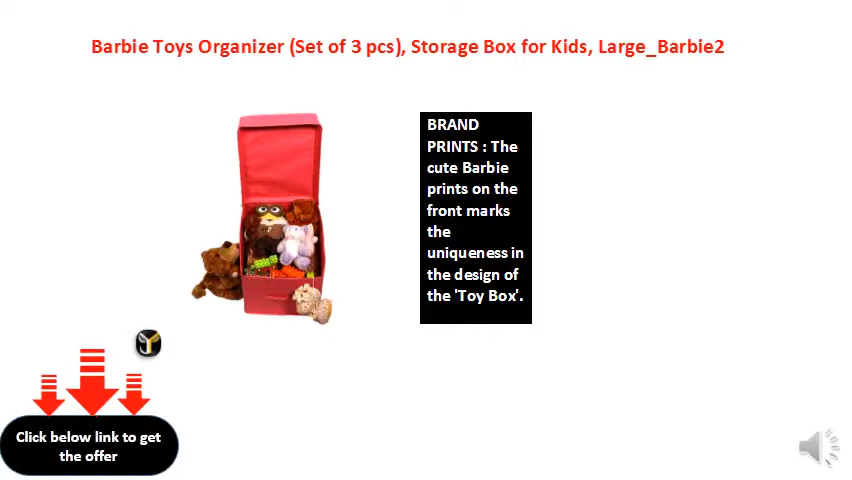 Barbie Toys Organizer (Set of 3 pcs), Storage Box for Kids, Large_Barbie2
BRAND
PRINTS : The
cute Barbie
prints on the
front marks
the
uniqueness in
the design of
the 'Toy Box'.
Click below link to get
the offer